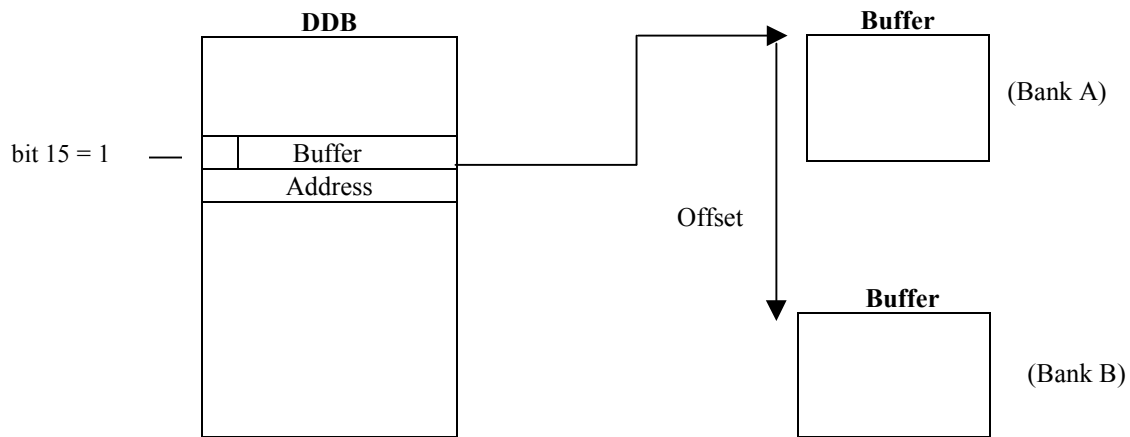 DDB
Buffer
(Bank A)
bit 15 = 1
Buffer
Address
Offset
Buffer
(Bank B)